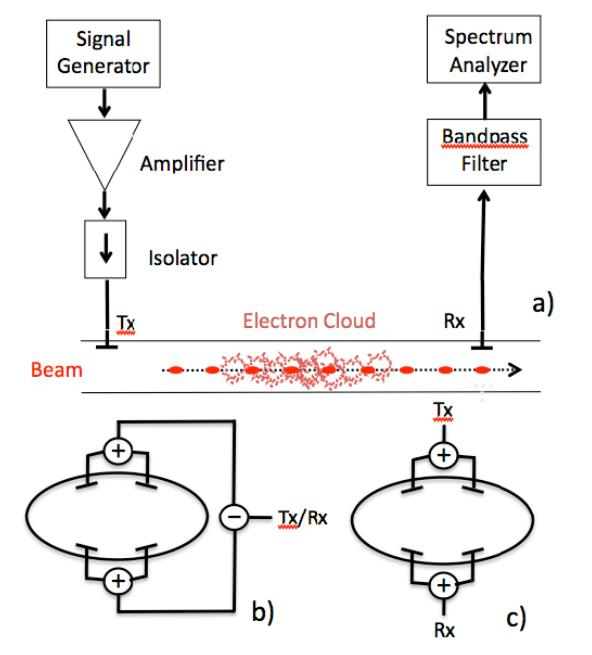 Signal
Generator
Spectrum
Analyzer
Amplifier
Bandpass
Filter
Isolator
a)
Tx
Electron Cloud
Rx
Beam
Tx
+
+
−
Tx/Rx
+
+
b)
c)
Rx